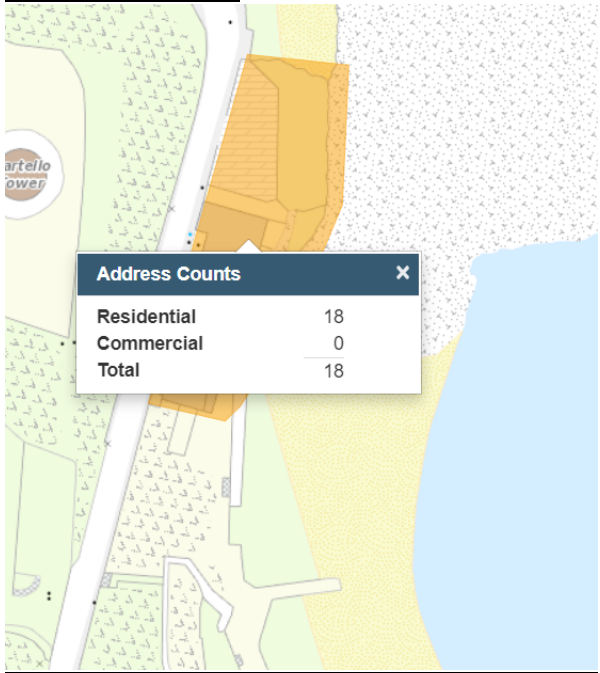 artello
ower
Address Counts ×
Residential 18
Commercial 0
Total 18